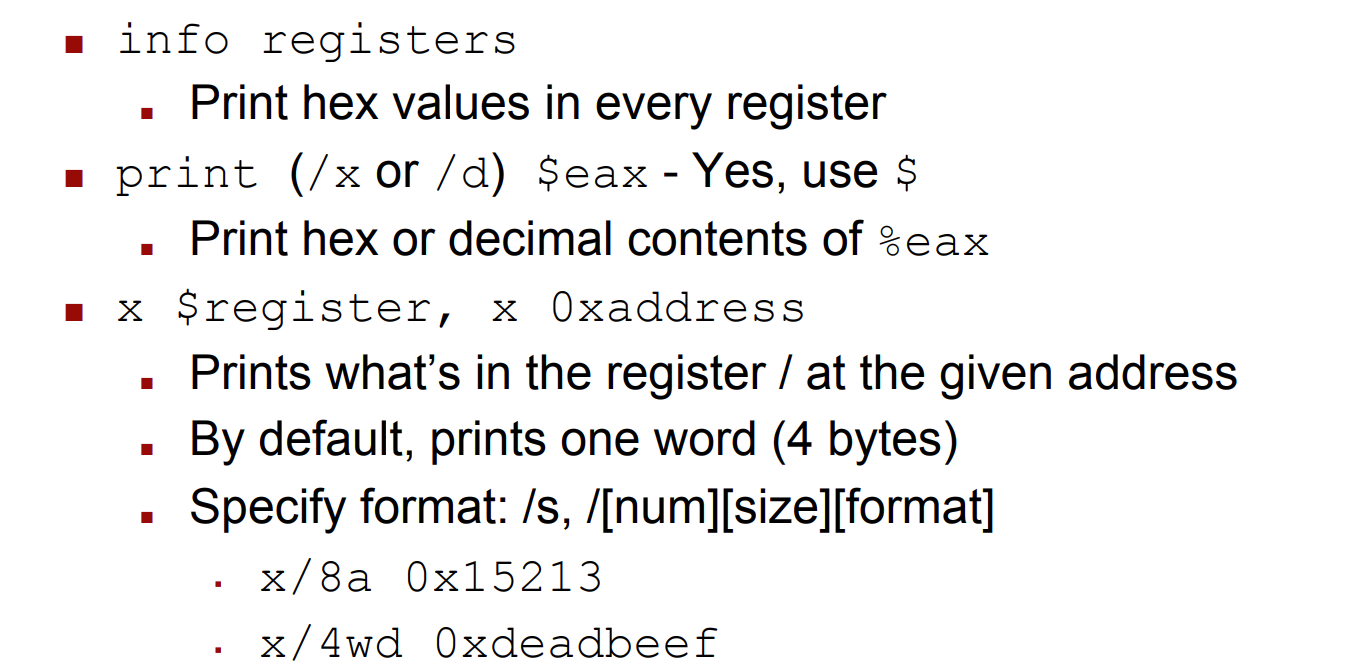 info registers
Print hex values in every register
print (/x or /d) $eax - Yes, use $
Print hex or decimal contents of %eax
x $register, x 0xaddress
Prints what’s in the register / at the given address
By default, prints one word (4 bytes)
Specify format: /s, /[num][size][format]
x/8a 0x15213
x/4wd 0xdeadbeef